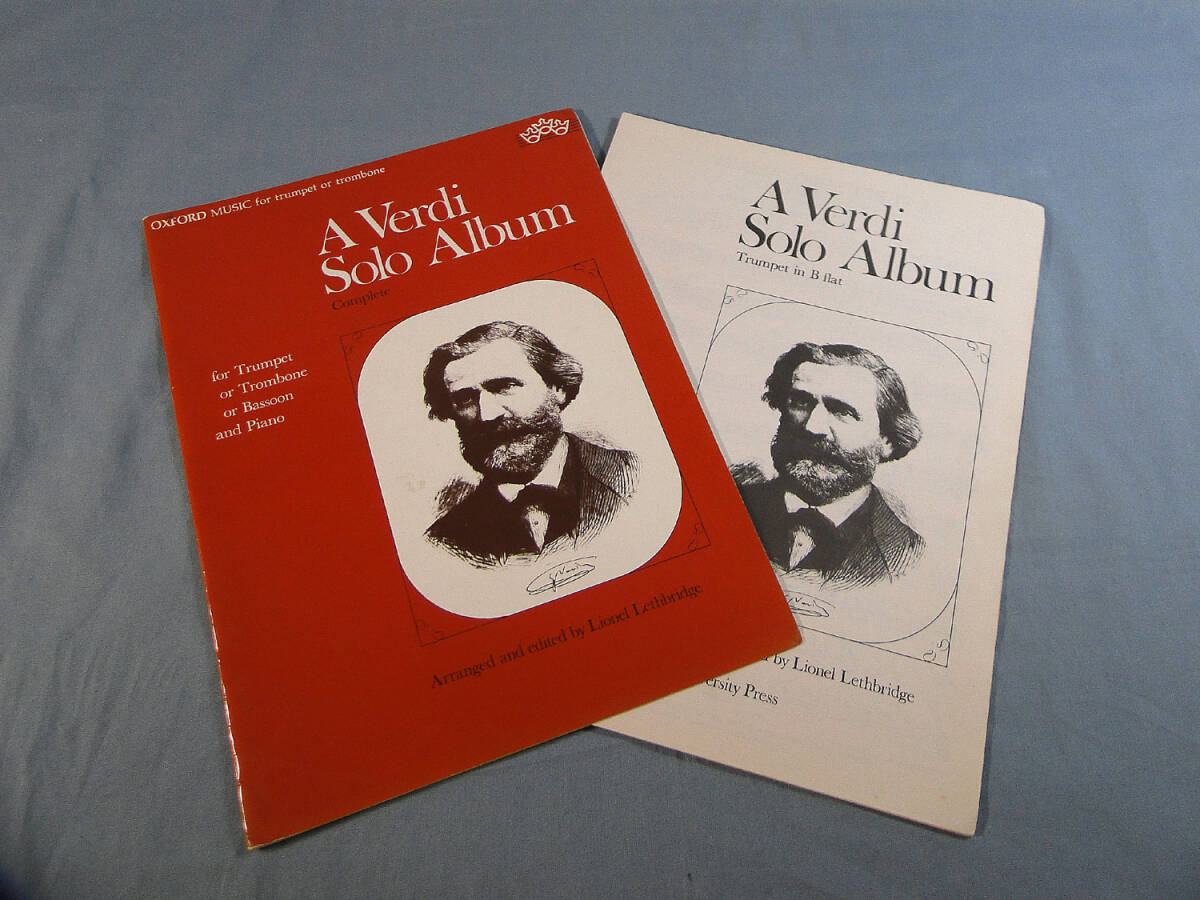 OXFORD MUSIC for trumpet or trombone
A Verdi
Solo Album
Complete
for Trumpet
or Trombone
or Bassoon
and Piano
Arranged and edited by Lionel Lethbridge
A Verdi
Solo Album
Trumpet in B flat
by Lionel Lethbridge
Press